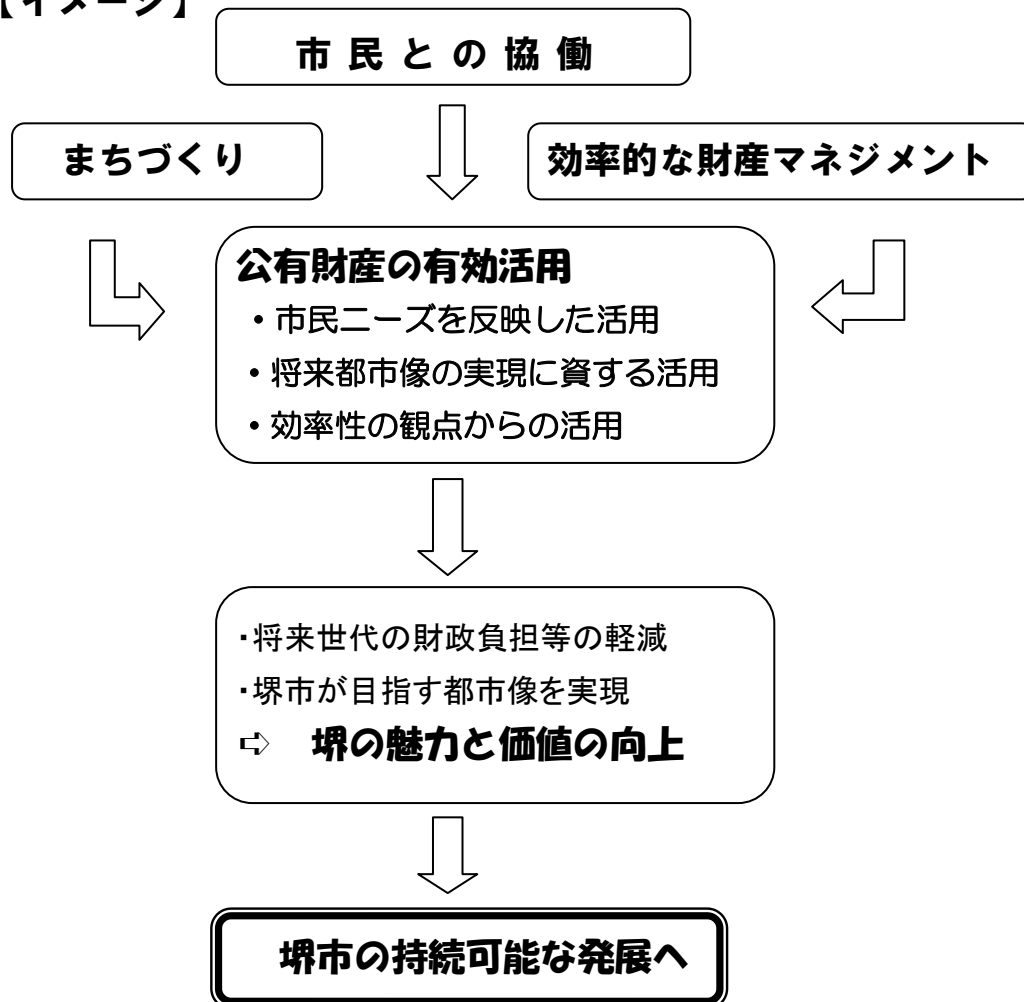 【イメージ】
市民との協働
まちづくり
効率的な財産マネジメント
公有財産の有効活用
・市民ニーズを反映した活用
・将来都市像の実現に資する活用
・効率性の観点からの活用
・将来世代の財政負担等の軽減
・堺市が目指す都市像を実現
⇨ 堺の魅力と価値の向上
堺市の持続可能な発展へ